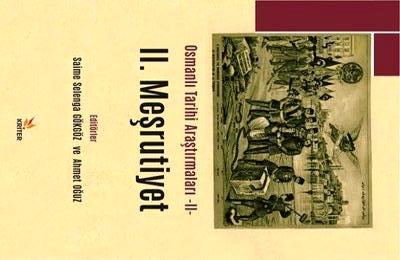 Osmanlı Tarihi Araştırmaları -II-
II. Meşrutiyet
Editörler
Saime Selenga GÖKGÖZ ve Ahmet OĞUZ
KRİTER